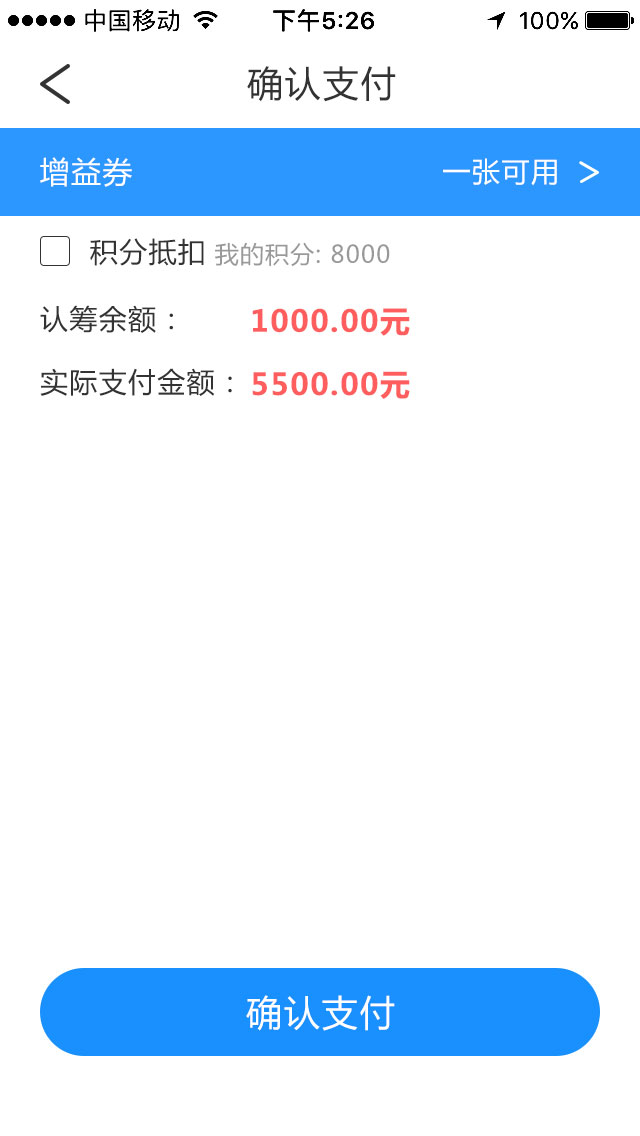 中国移动 下午5:26 100%
确认支付
增益券 一张可用 >
积分抵扣 我的积分: 8000
认筹余额： 1000.00元
实际支付金额： 5500.00元
确认支付